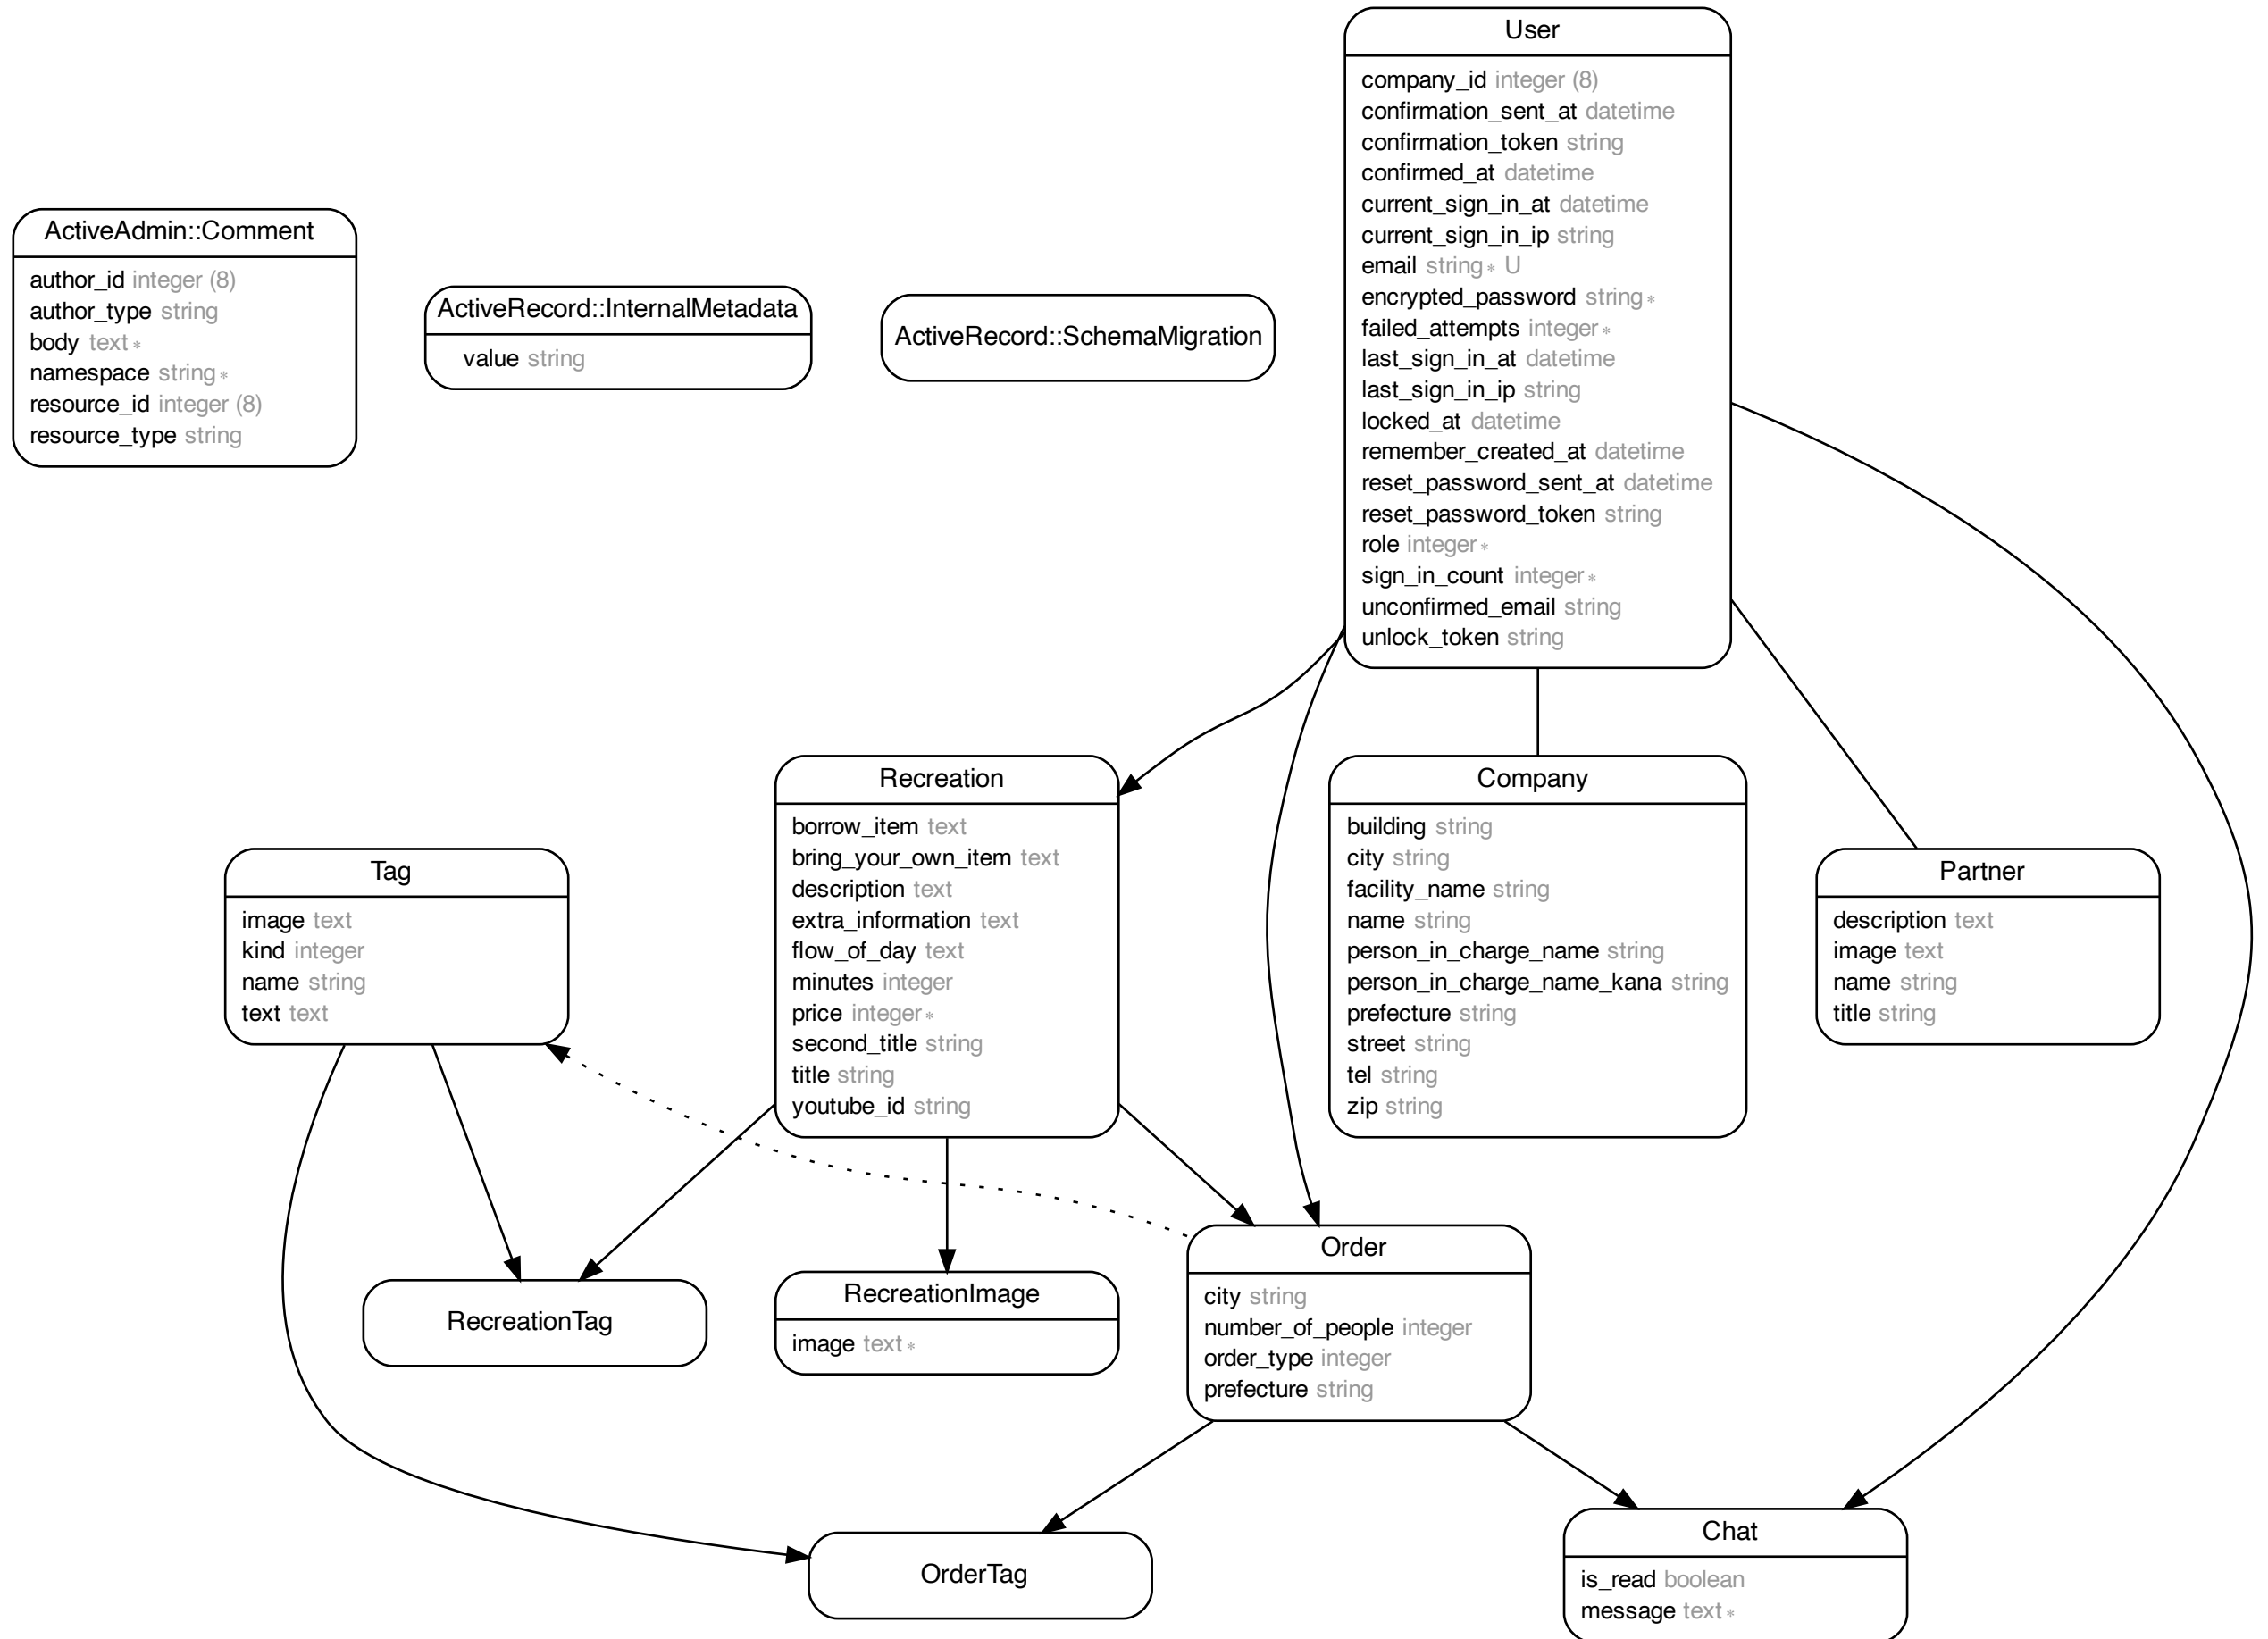 User
company_id integer (8)
confirmation_sent_at datetime
confirmation_token string
confirmed_at datetime
current_sign_in_at datetime
current_sign_in_ip string
email string* U
encrypted_password string*
failed_attempts integer*
last_sign_in_at datetime
last_sign_in_ip string
locked_at datetime
remember_created_at datetime
reset_password_sent_at datetime
reset_password_token string
role integer*
sign_in_count integer*
unconfirmed_email string
unlock_token string
ActiveAdmin::Comment
author_id integer (8)
author_type string
body text*
namespace string*
resource_id integer (8)
resource_type string
ActiveRecord::InternalMetadata
value string
ActiveRecord::SchemaMigration
Recreation
borrow_item text
bring_your_own_item text
description text
extra_information text
flow_of_day text
minutes integer
price integer*
second_title string
title string
youtube_id string
Company
building string
city string
facility_name string
name string
person_in_charge_name string
person_in_charge_name_kana string
prefecture string
street string
tel string
zip string
Tag
image text
kind integer
name string
text text
Partner
description text
image text
name string
title string
RecreationTag
RecreationImage
image text*
Order
city string
number_of_people integer
order_type integer
prefecture string
OrderTag
Chat
is_read boolean
message text*